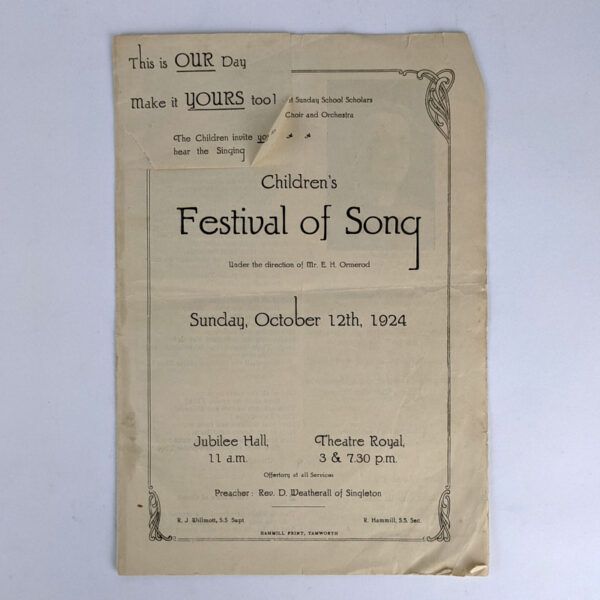 This is OUR Day
Make it YOURS too!
Sunday School Scholars
Choir and Orchestra
The Children invite
hear the Singing
Children's
Festival of Song
Under the direction of Mr. E. H. Ormerod
Sunday, October 12th, 1924
Jubilee Hall,
11 a.m.
Theatre Royal,
3 & 7.30 p.m.
Offertory at all Services
Preacher: Rev. D. Weatherall of Singleton
R. J. Willmott, S.S Supt
R. Hammill, S.S. Sec.
HAMWILL PRINT, TAMWORTH